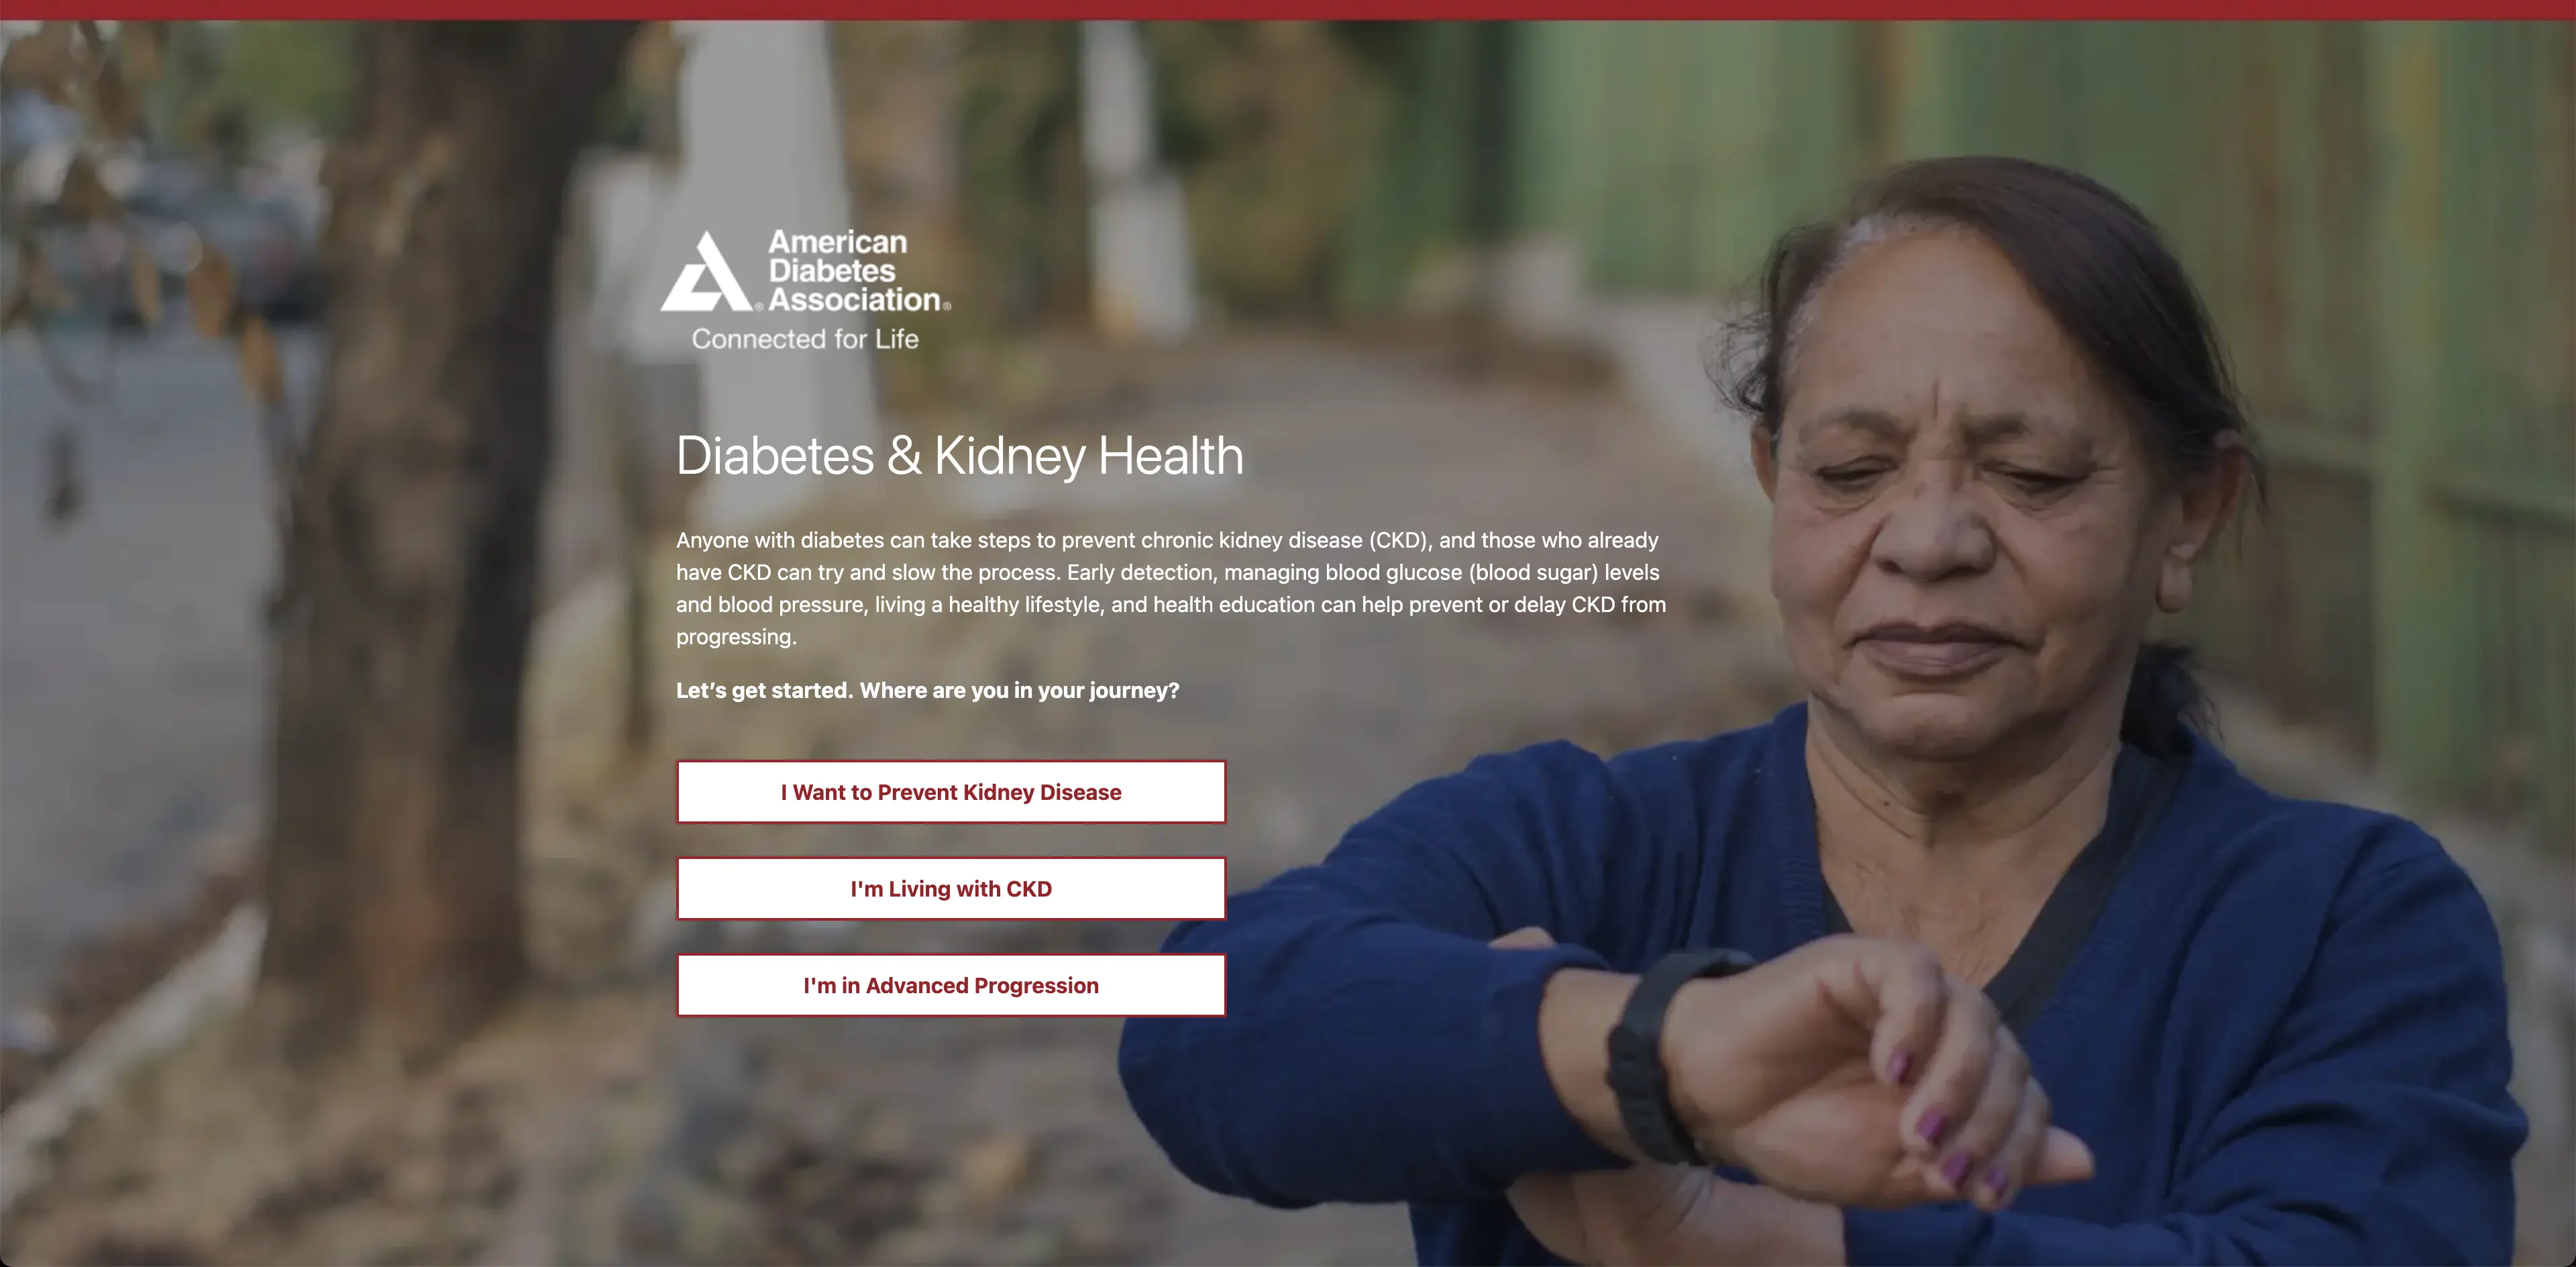 American
Diabetes
® Association®
Connected for Life
Diabetes & Kidney Health
Anyone with diabetes can take steps to prevent chronic kidney disease (CKD), and those who already
have CKD can try and slow the process. Early detection, managing blood glucose (blood sugar) levels
and blood pressure, living a healthy lifestyle, and health education can help prevent or delay CKD from
progressing.
Let’s get started. Where are you in your journey?
I Want to Prevent Kidney Disease
I'm Living with CKD
I'm in Advanced Progression